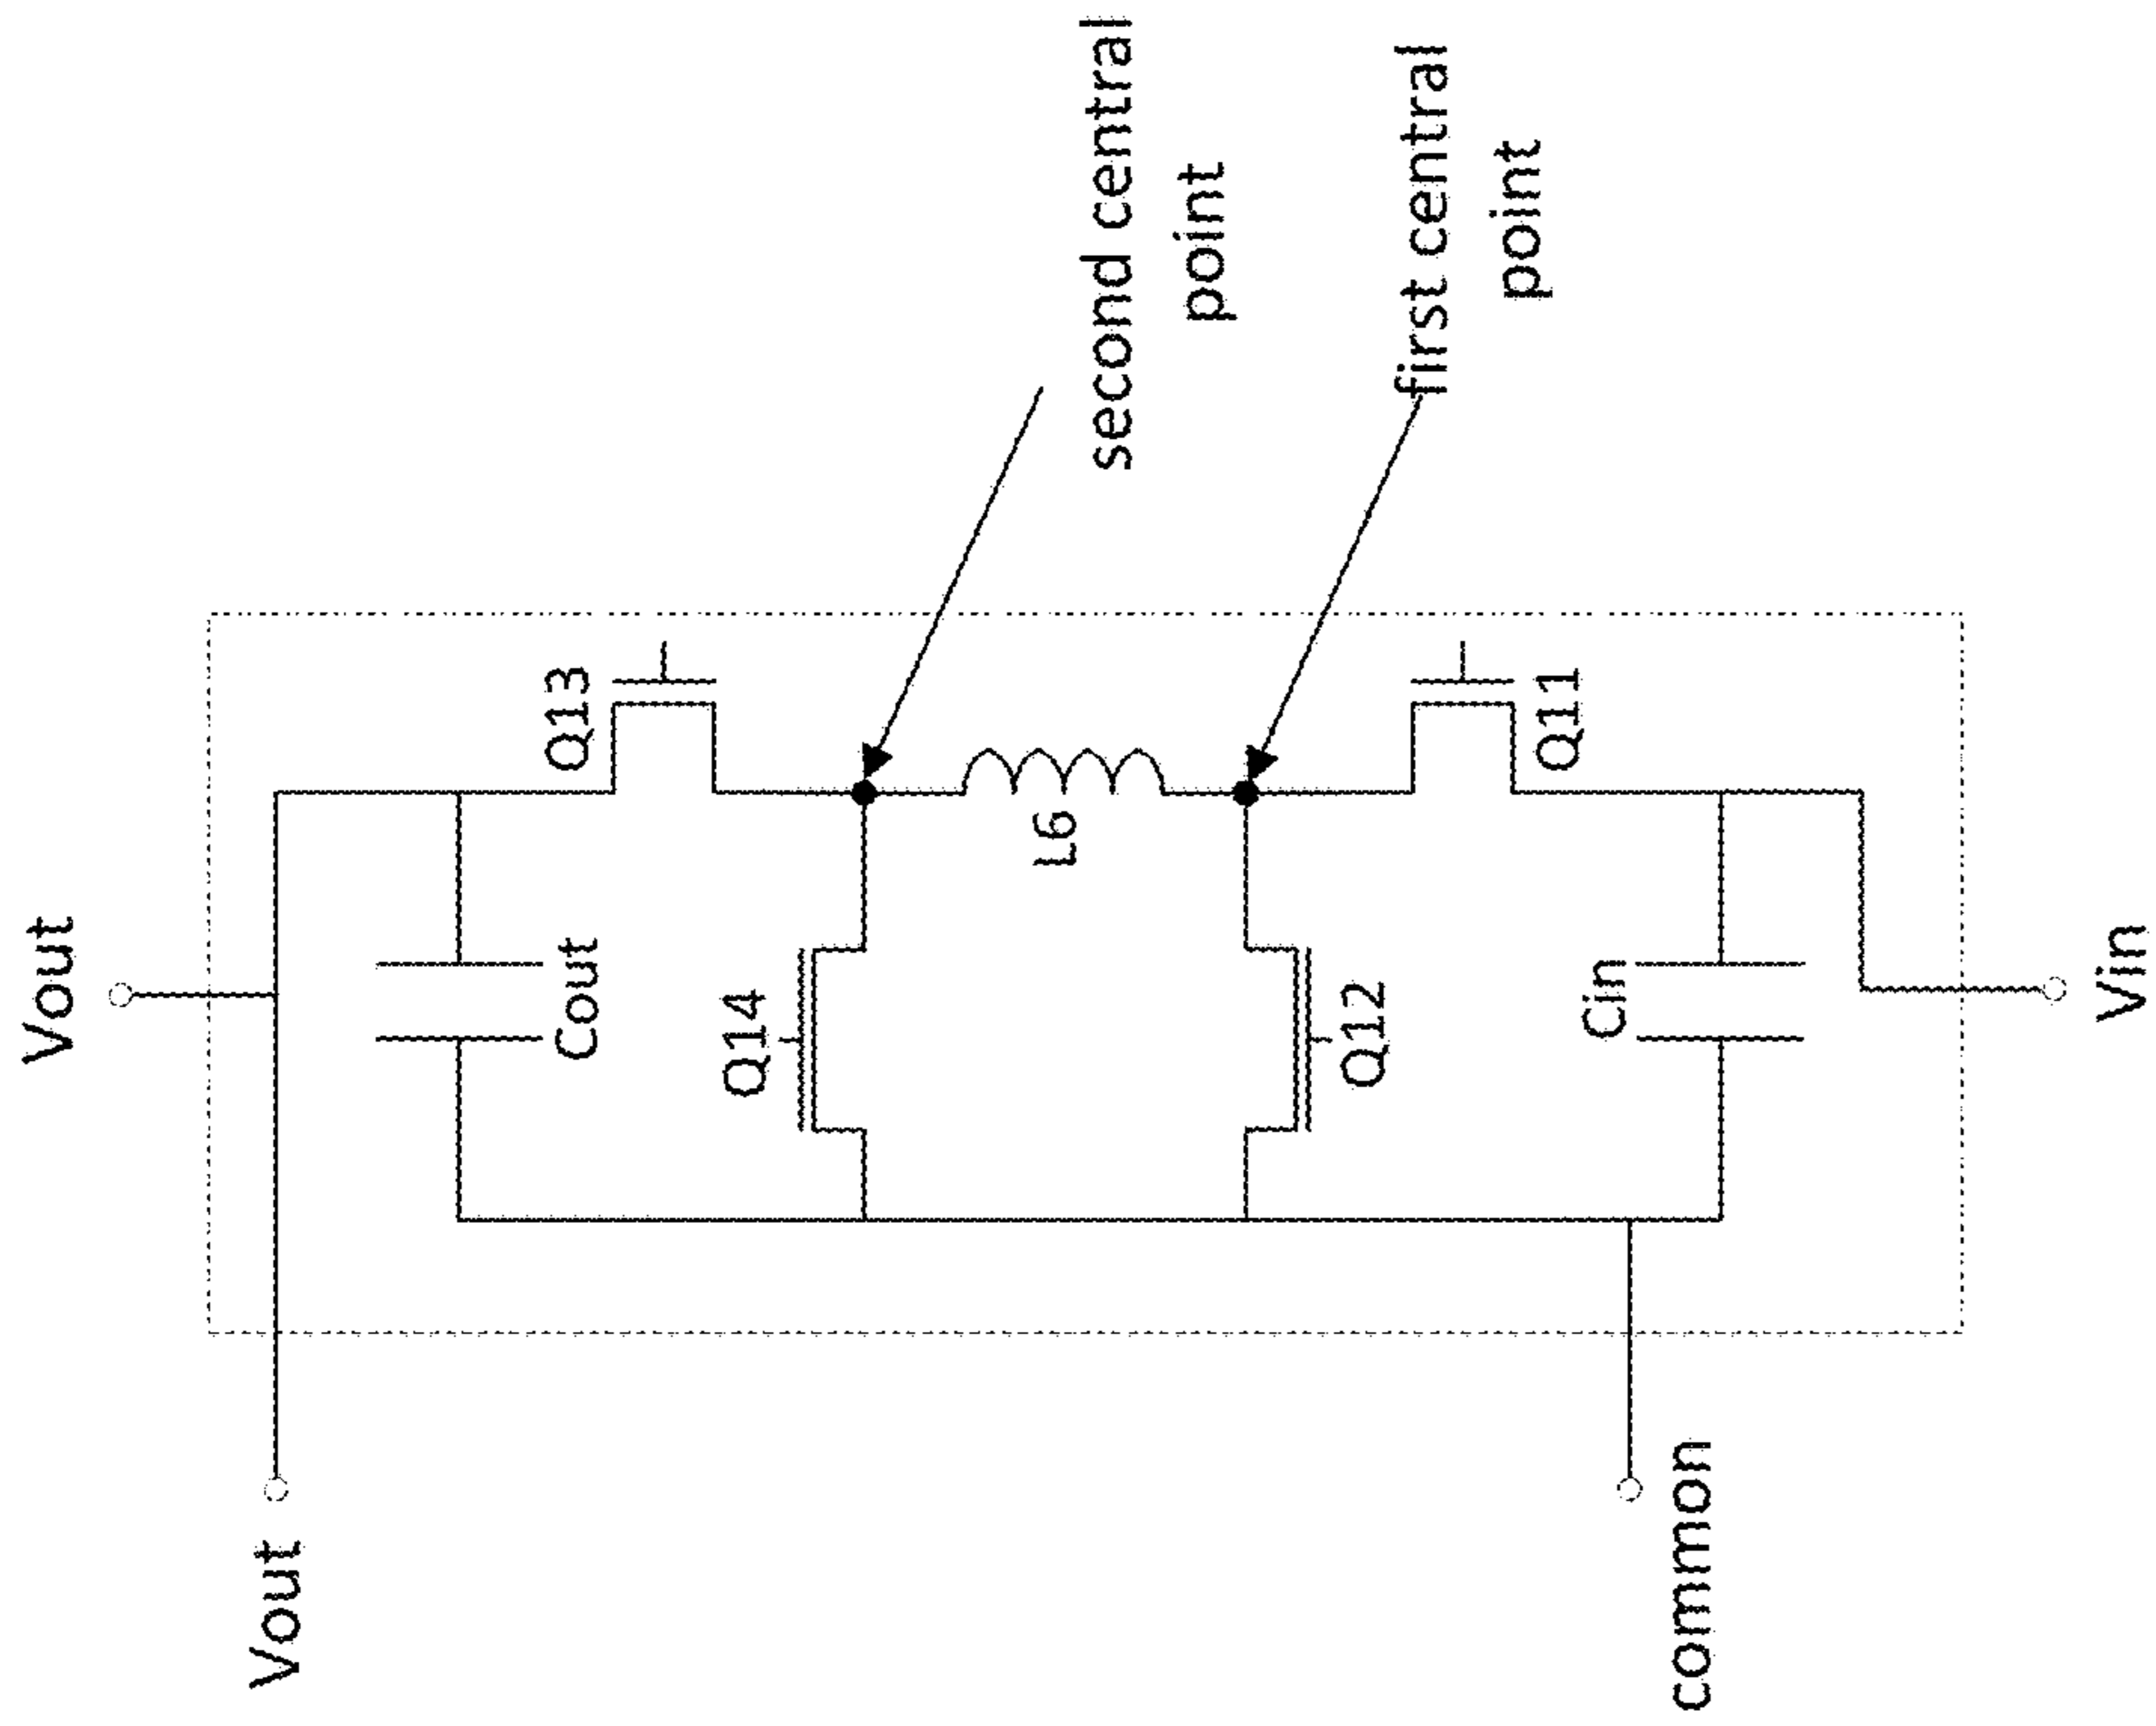 second central
point
first central
point
Q13
Q11
L6
Vout
Cout
Q14
Q12
Cin
Vin
Vout
common